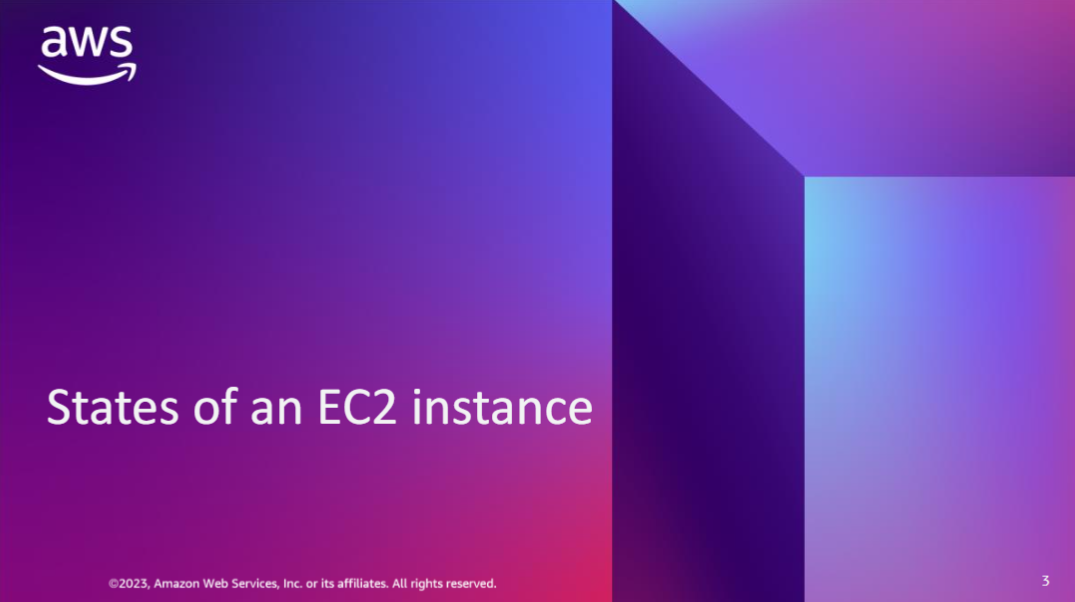 aws
States of an EC2 instance
©2023, Amazon Web Services, Inc. or its affiliates. All rights reserved.
3